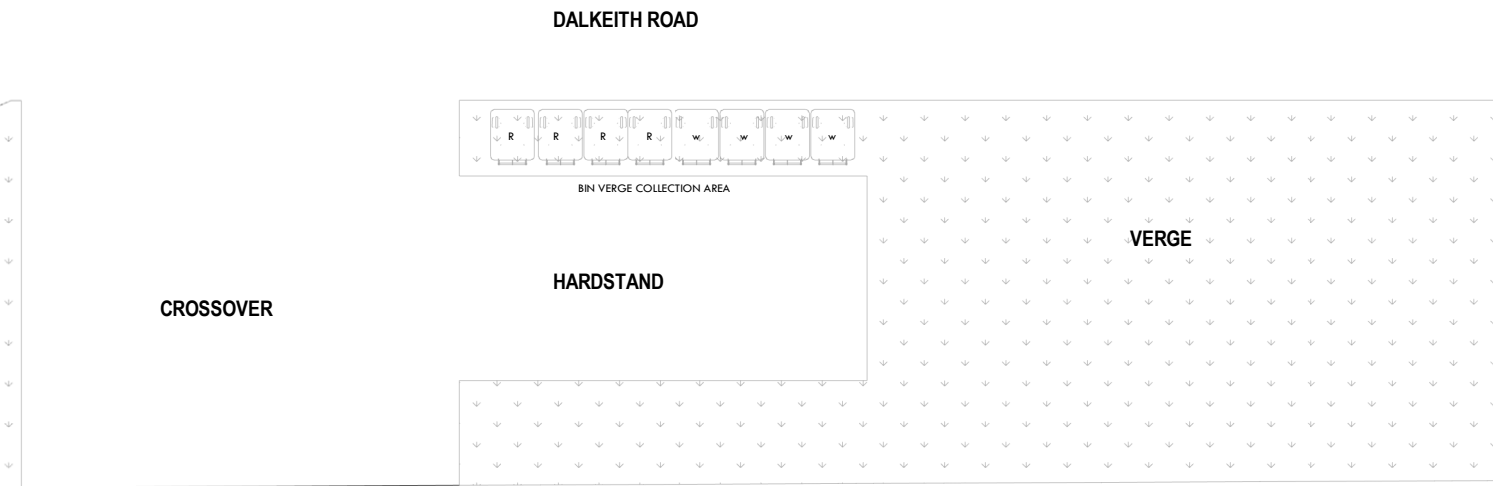 DALKEITH ROAD
R R R R w w w w
BIN VERGE COLLECTION AREA
VERGE
HARDSTAND
CROSSOVER